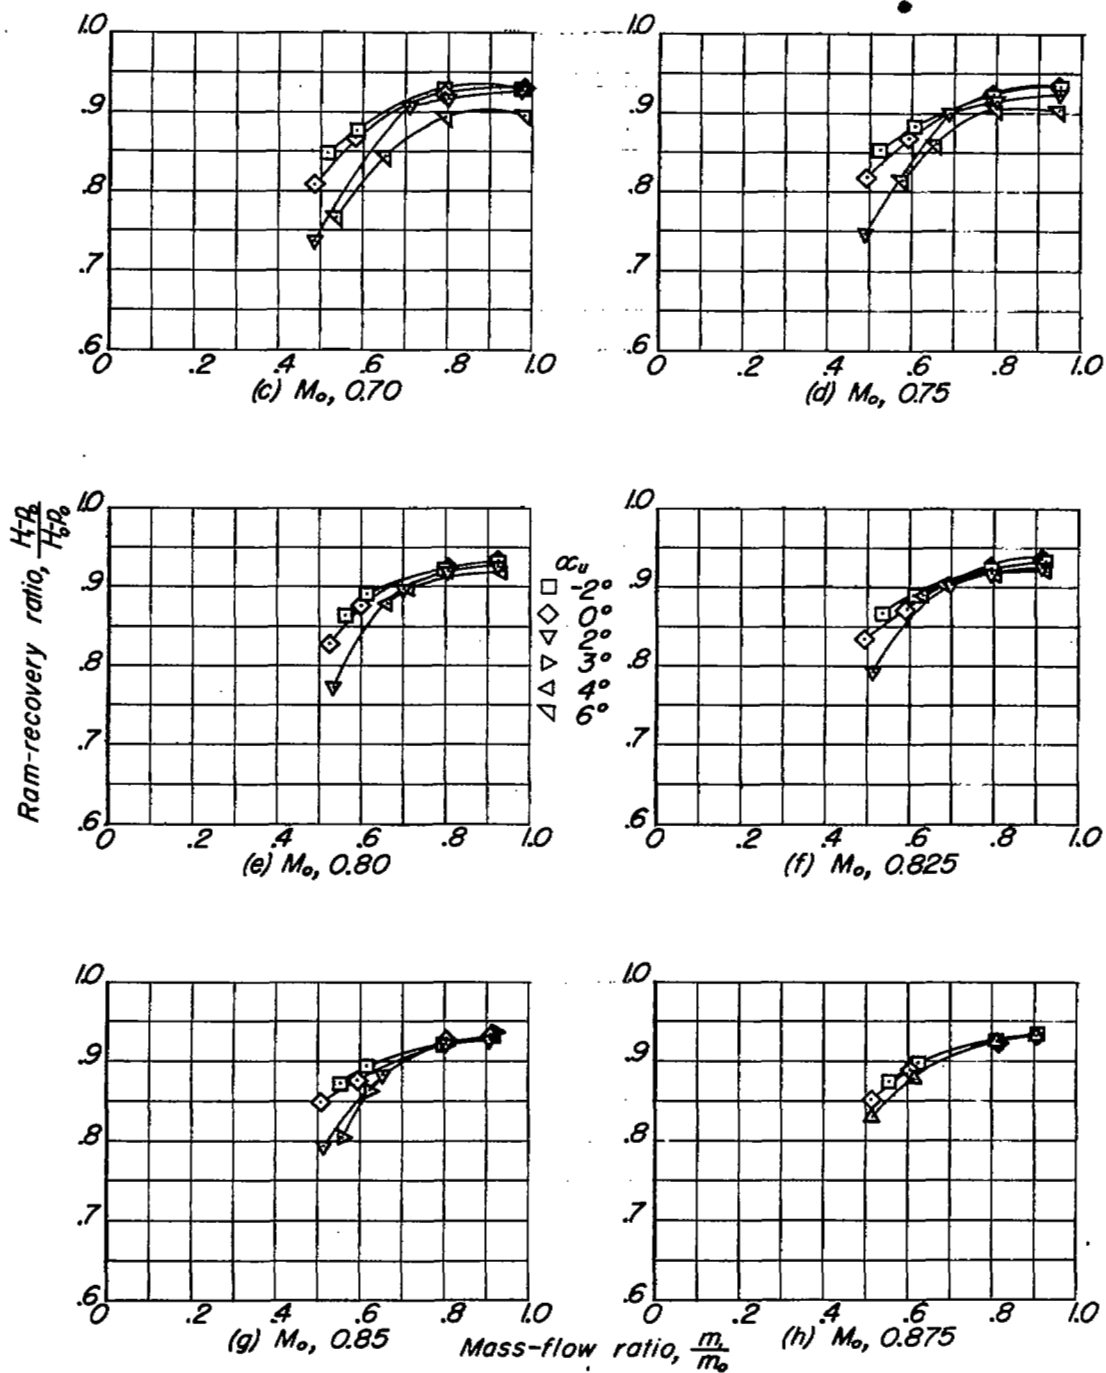 1.0 1.0
.9 .9
.8 .8
.7 .7
.6 .6
0 .2 .4 .6 .8 1.0 0 .2 .4 .6 .8 1.0
(c) M₀, 0.70 (d) M₀, 0.75
Ram-recovery ratio, H₁-p₀/H₀-p₀
1.0 1.0
.9 .9
.8 .8
.7 .7
.6 .6
αᵤ
-2°
0°
2°
3°
4°
6°
0 .2 .4 .6 .8 1.0 0 .2 .4 .6 .8 1.0
(e) M₀, 0.80 (f) M₀, 0.825
1.0 1.0
.9 .9
.8 .8
.7 .7
.6 .6
0 .2 .4 .6 .8 1.0 0 .2 .4 .6 .8 1.0
(g) M₀, 0.85 (h) M₀, 0.875
Mass-flow ratio, m₁/m₀